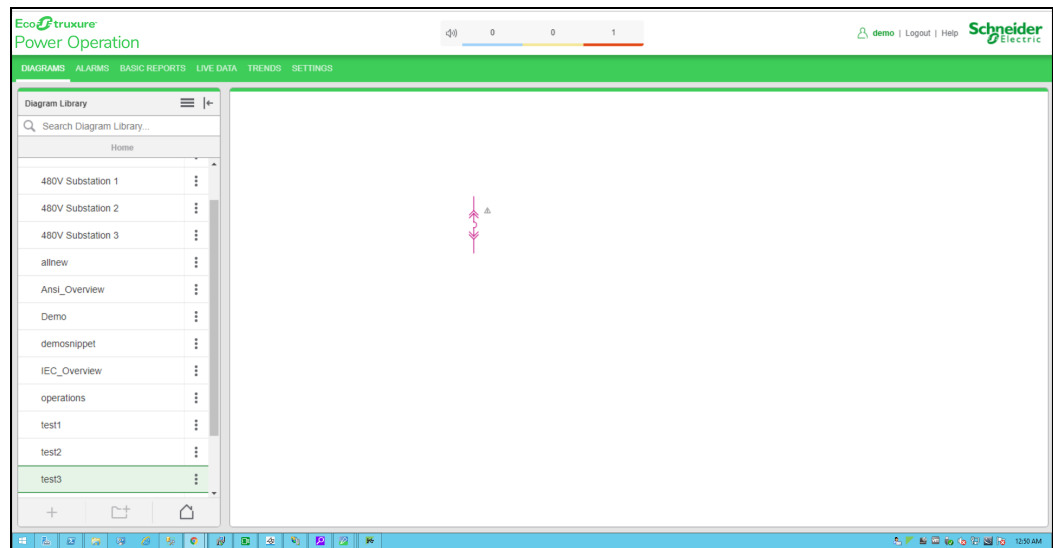 EcoStruxure
Power Operation
0 0 1
demo | Logout | Help
Schneider
Electric
DIAGRAMS ALARMS BASIC REPORTS LIVE DATA TRENDS SETTINGS
Diagram Library
Search Diagram Library...
Home
480V Substation 1
480V Substation 2
480V Substation 3
allnew
Ansi_Overview
Demo
demosnippet
IEC_Overview
operations
test1
test2
test3
12:50 AM